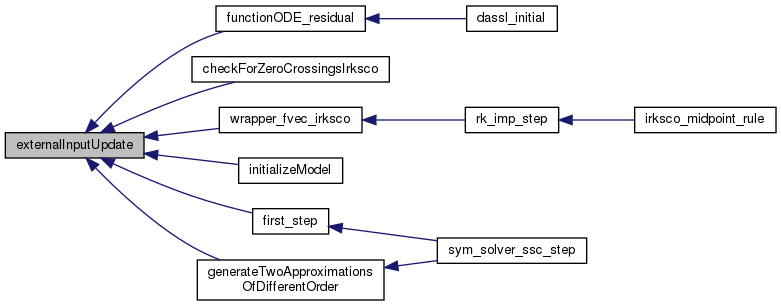 functionODE_residual
dassl_initial
checkForZeroCrossingsIrksco
wrapper_fvec_irksco
rk_imp_step
irksco_midpoint_rule
externalInputUpdate
initializeModel
first_step
sym_solver_ssc_step
generateTwoApproximations
OfDifferentOrder